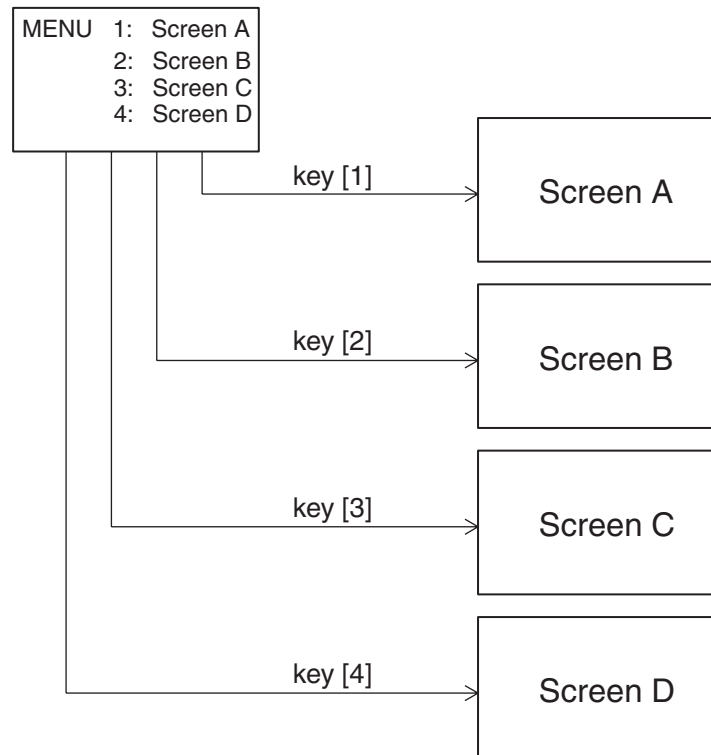 MENU 1: Screen A
2: Screen B
3: Screen C
4: Screen D
key [1]
Screen A
key [2]
Screen B
key [3]
Screen C
key [4]
Screen D